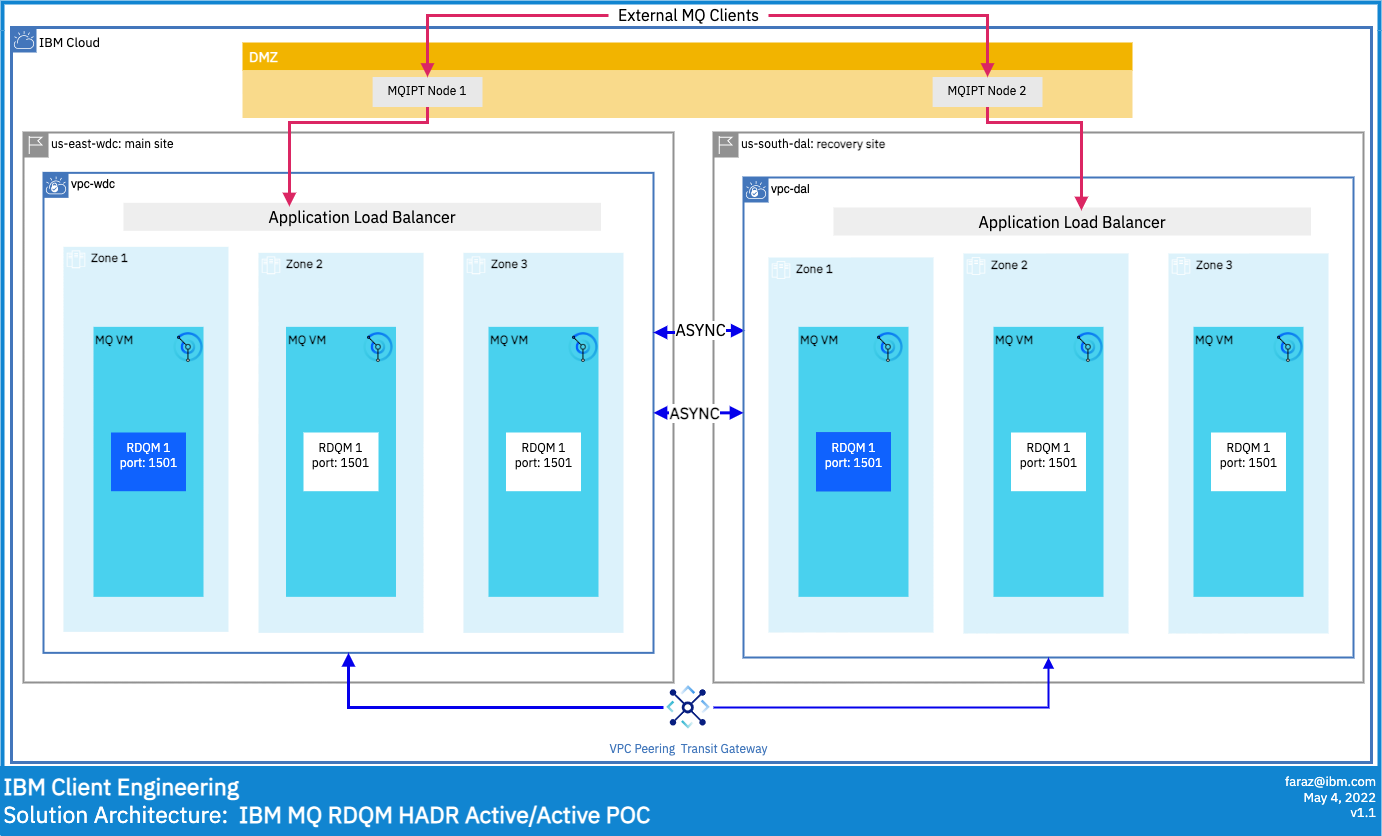 External MQ Clients
IBM Cloud
DMZ
MQIPT Node 1
MQIPT Node 2
us-east-wdc: main site
vpc-wdc
Application Load Balancer
Zone 1
MQ VM
RDQM 1
port: 1501
Zone 2
MQ VM
RDQM 1
port: 1501
Zone 3
MQ VM
RDQM 1
port: 1501
ASYNC
ASYNC
us-south-dal: recovery site
vpc-dal
Application Load Balancer
Zone 1
MQ VM
RDQM 1
port: 1501
Zone 2
MQ VM
RDQM 1
port: 1501
Zone 3
MQ VM
RDQM 1
port: 1501
VPC Peering Transit Gateway
IBM Client Engineering
Solution Architecture: IBM MQ RDQM HADR Active/Active POC
faraz@ibm.com
May 4, 2022
v1.1